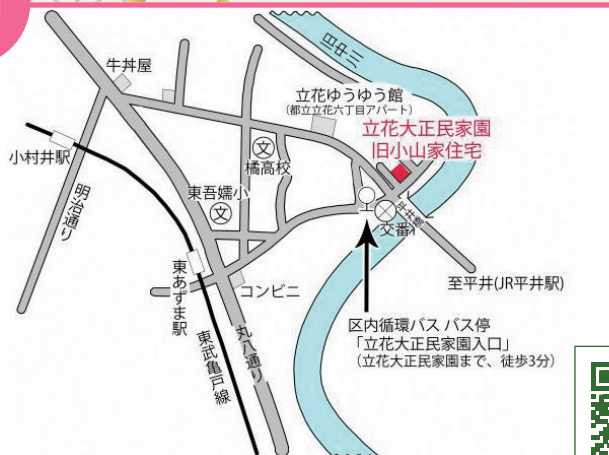 旧中川
牛丼屋
立花ゆうゆう館
(都立立花六丁目アパート)
立花大正民家園
旧小山家住宅
小村井駅
文
橘高校
明治通り
東吾嬬小
文
平井橋
交番
東あずま駅
コンビニ
至平井(JR平井駅)
東武亀戸線
丸八通り
区内循環バス バス停
「立花大正民家園入口」
(立花大正民家園まで、徒歩3分)